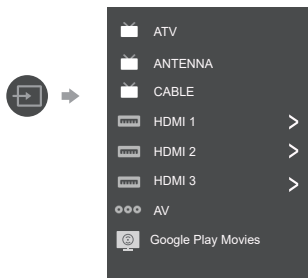 ATV
ANTENNA
CABLE
HDMI 1
HDMI 2
HDMI 3
AV
Google Play Movies